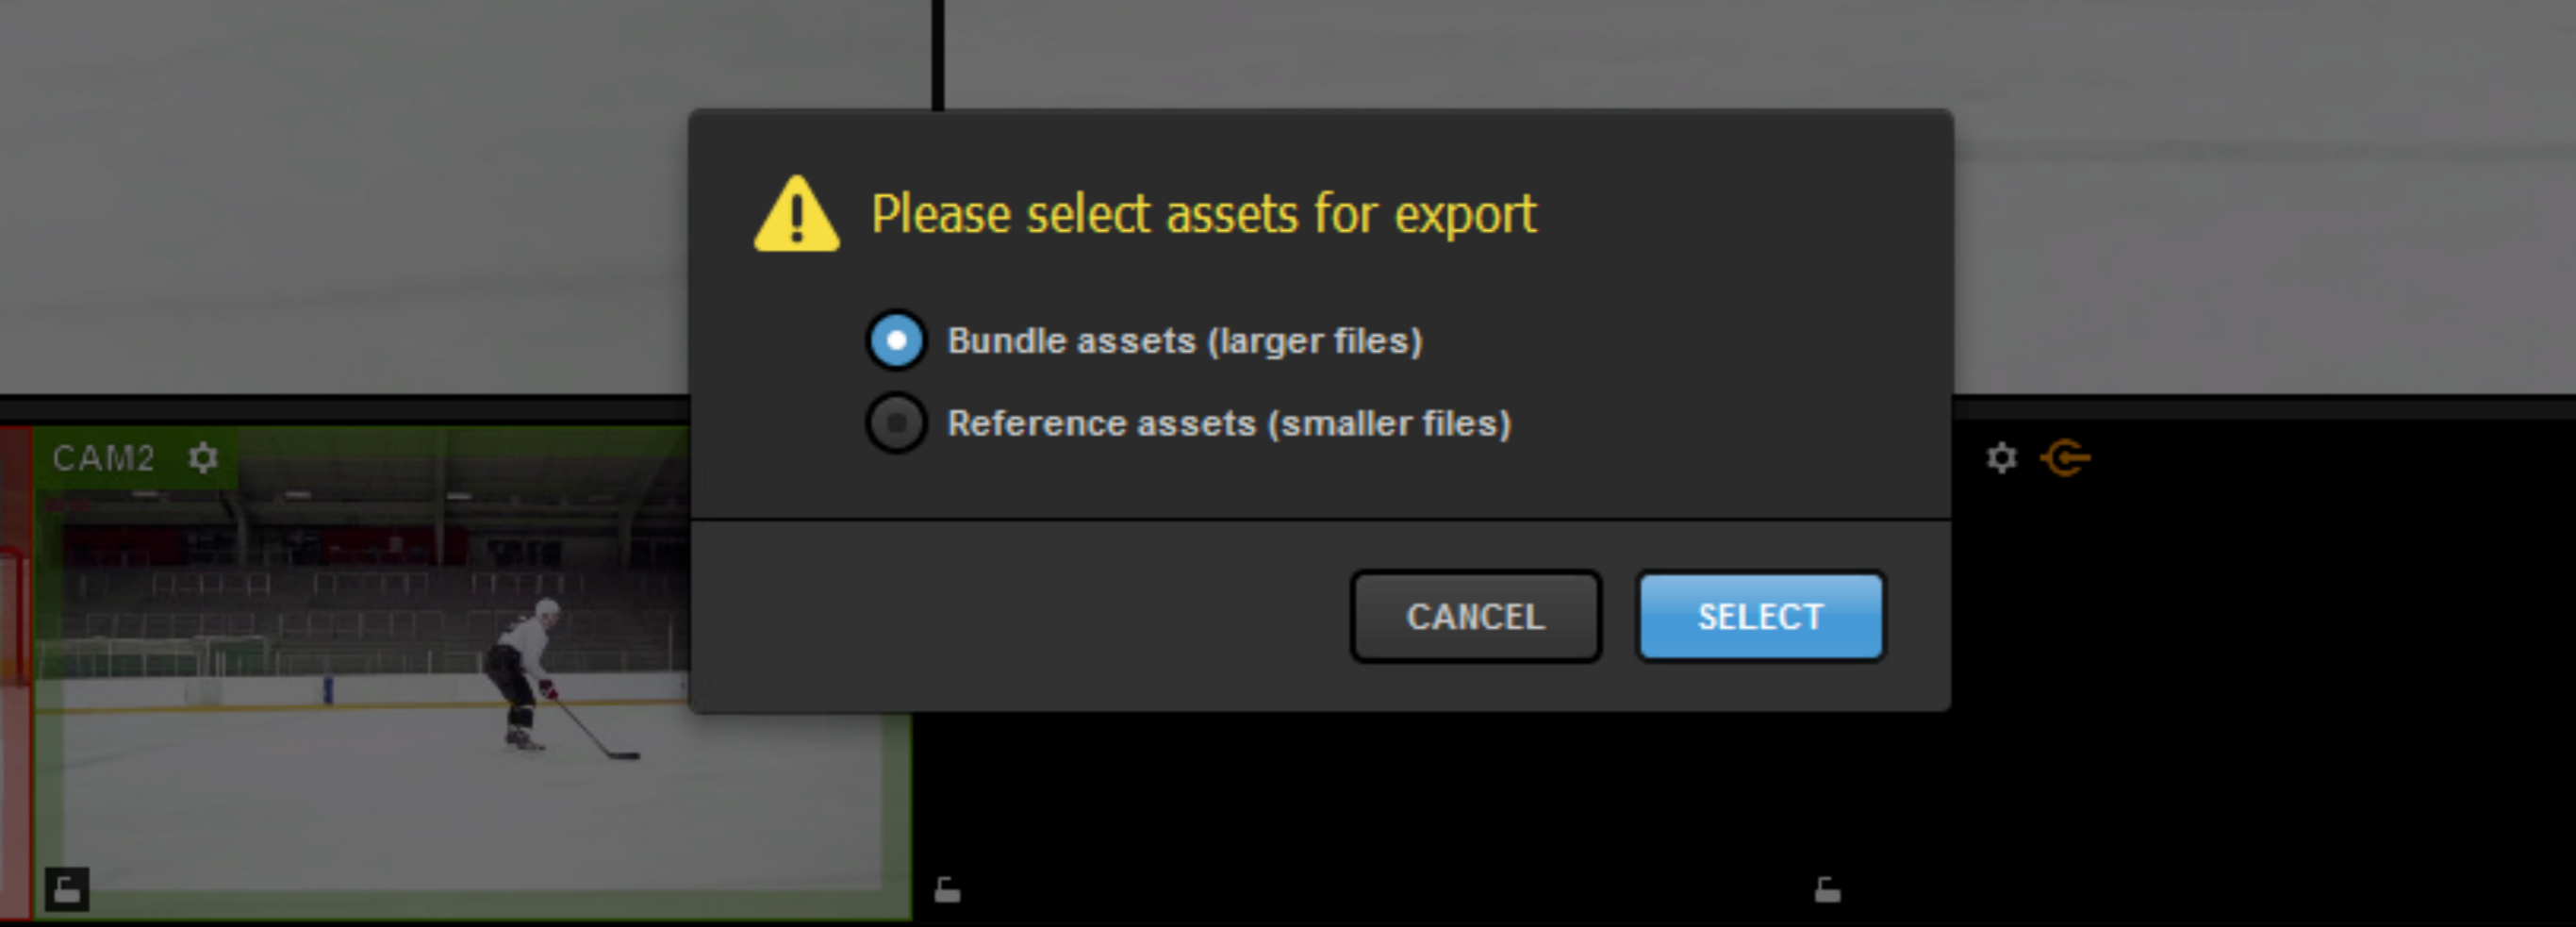 Please select assets for export
Bundle assets (larger files)
Reference assets (smaller files)
CAM2
CANCEL
SELECT